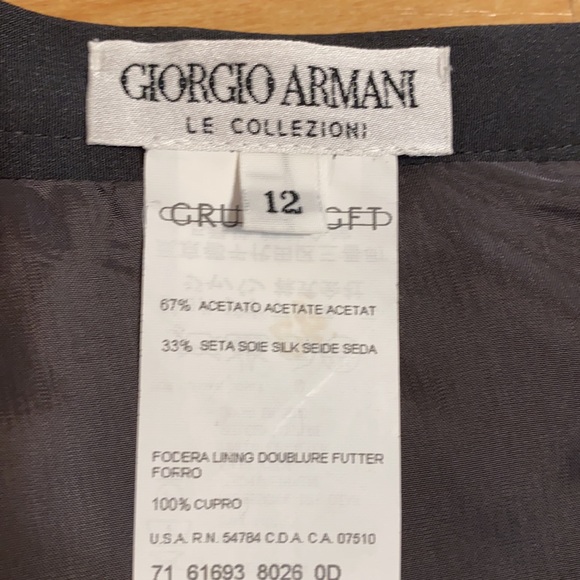 GIORGIO ARMANI
LE COLLEZIONI
12
67% ACETATO ACETATE ACETAT
33% SETA SOIE SILK SEIDE SEDA
FODERA LINING DOUBLURE FUTTER
FORRO
100% CUPRO
U.S.A. R.N. 54784 C.D.A. C.A. 07510
71 61693 8026 0D